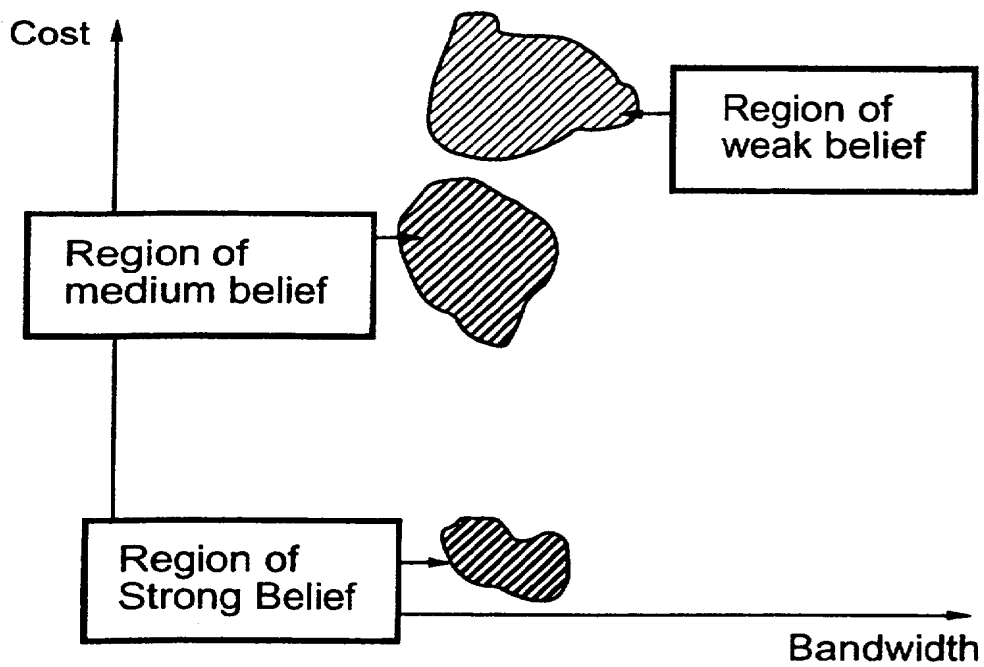 Cost
Region of
weak belief
Region of
medium belief
Region of
Strong Belief
Bandwidth